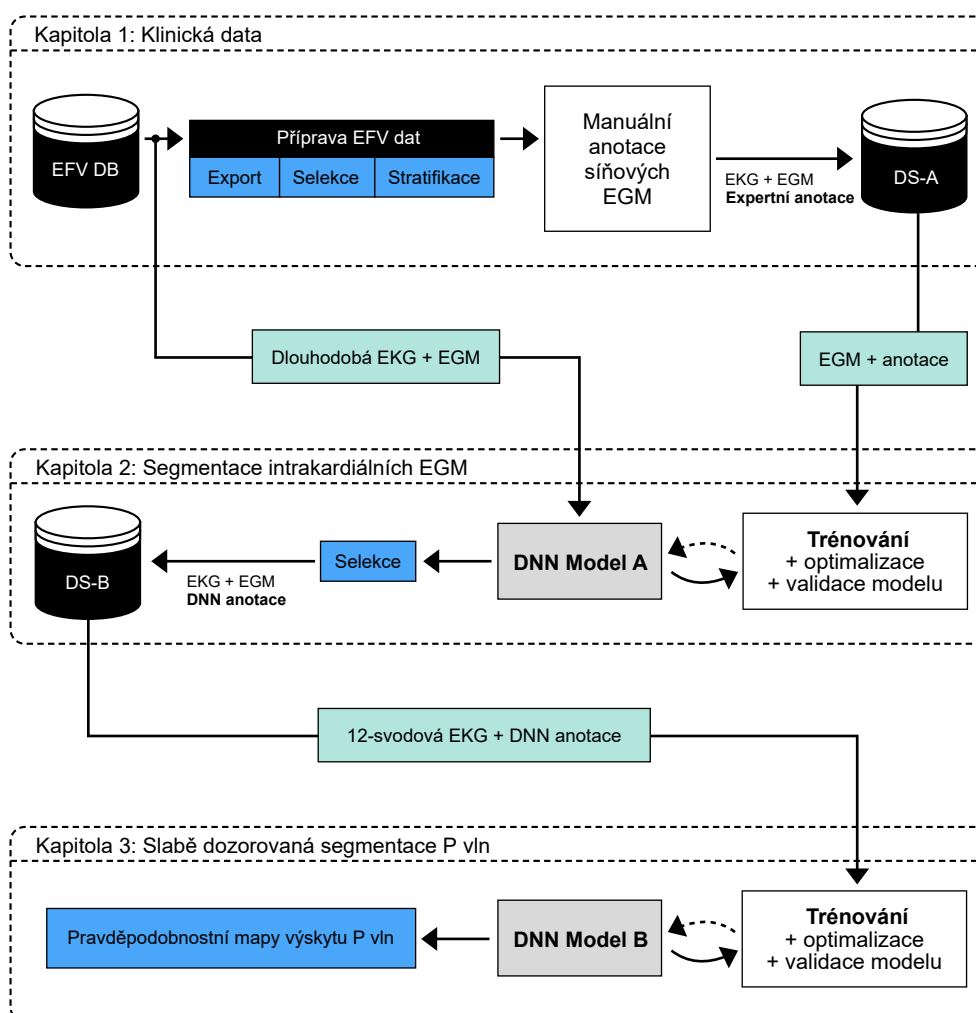 Kapitola 1: Klinická data
EFV DB
Příprava EFV dat
Export
Selekce
Stratifikace
Manuální
anotace
síňových
EGM
EKG + EGM
Expertní anotace
DS-A
Dlouhodobá EKG + EGM
EGM + anotace
Kapitola 2: Segmentace intrakardiálních EGM
DS-B
EKG + EGM
DNN anotace
Selekce
DNN Model A
Trénování
+ optimalizace
+ validace modelu
12-svodová EKG + DNN anotace
Kapitola 3: Slabě dozorovaná segmentace P vln
Pravděpodobnostní mapy výskytu P vln
DNN Model B
Trénování
+ optimalizace
+ validace modelu